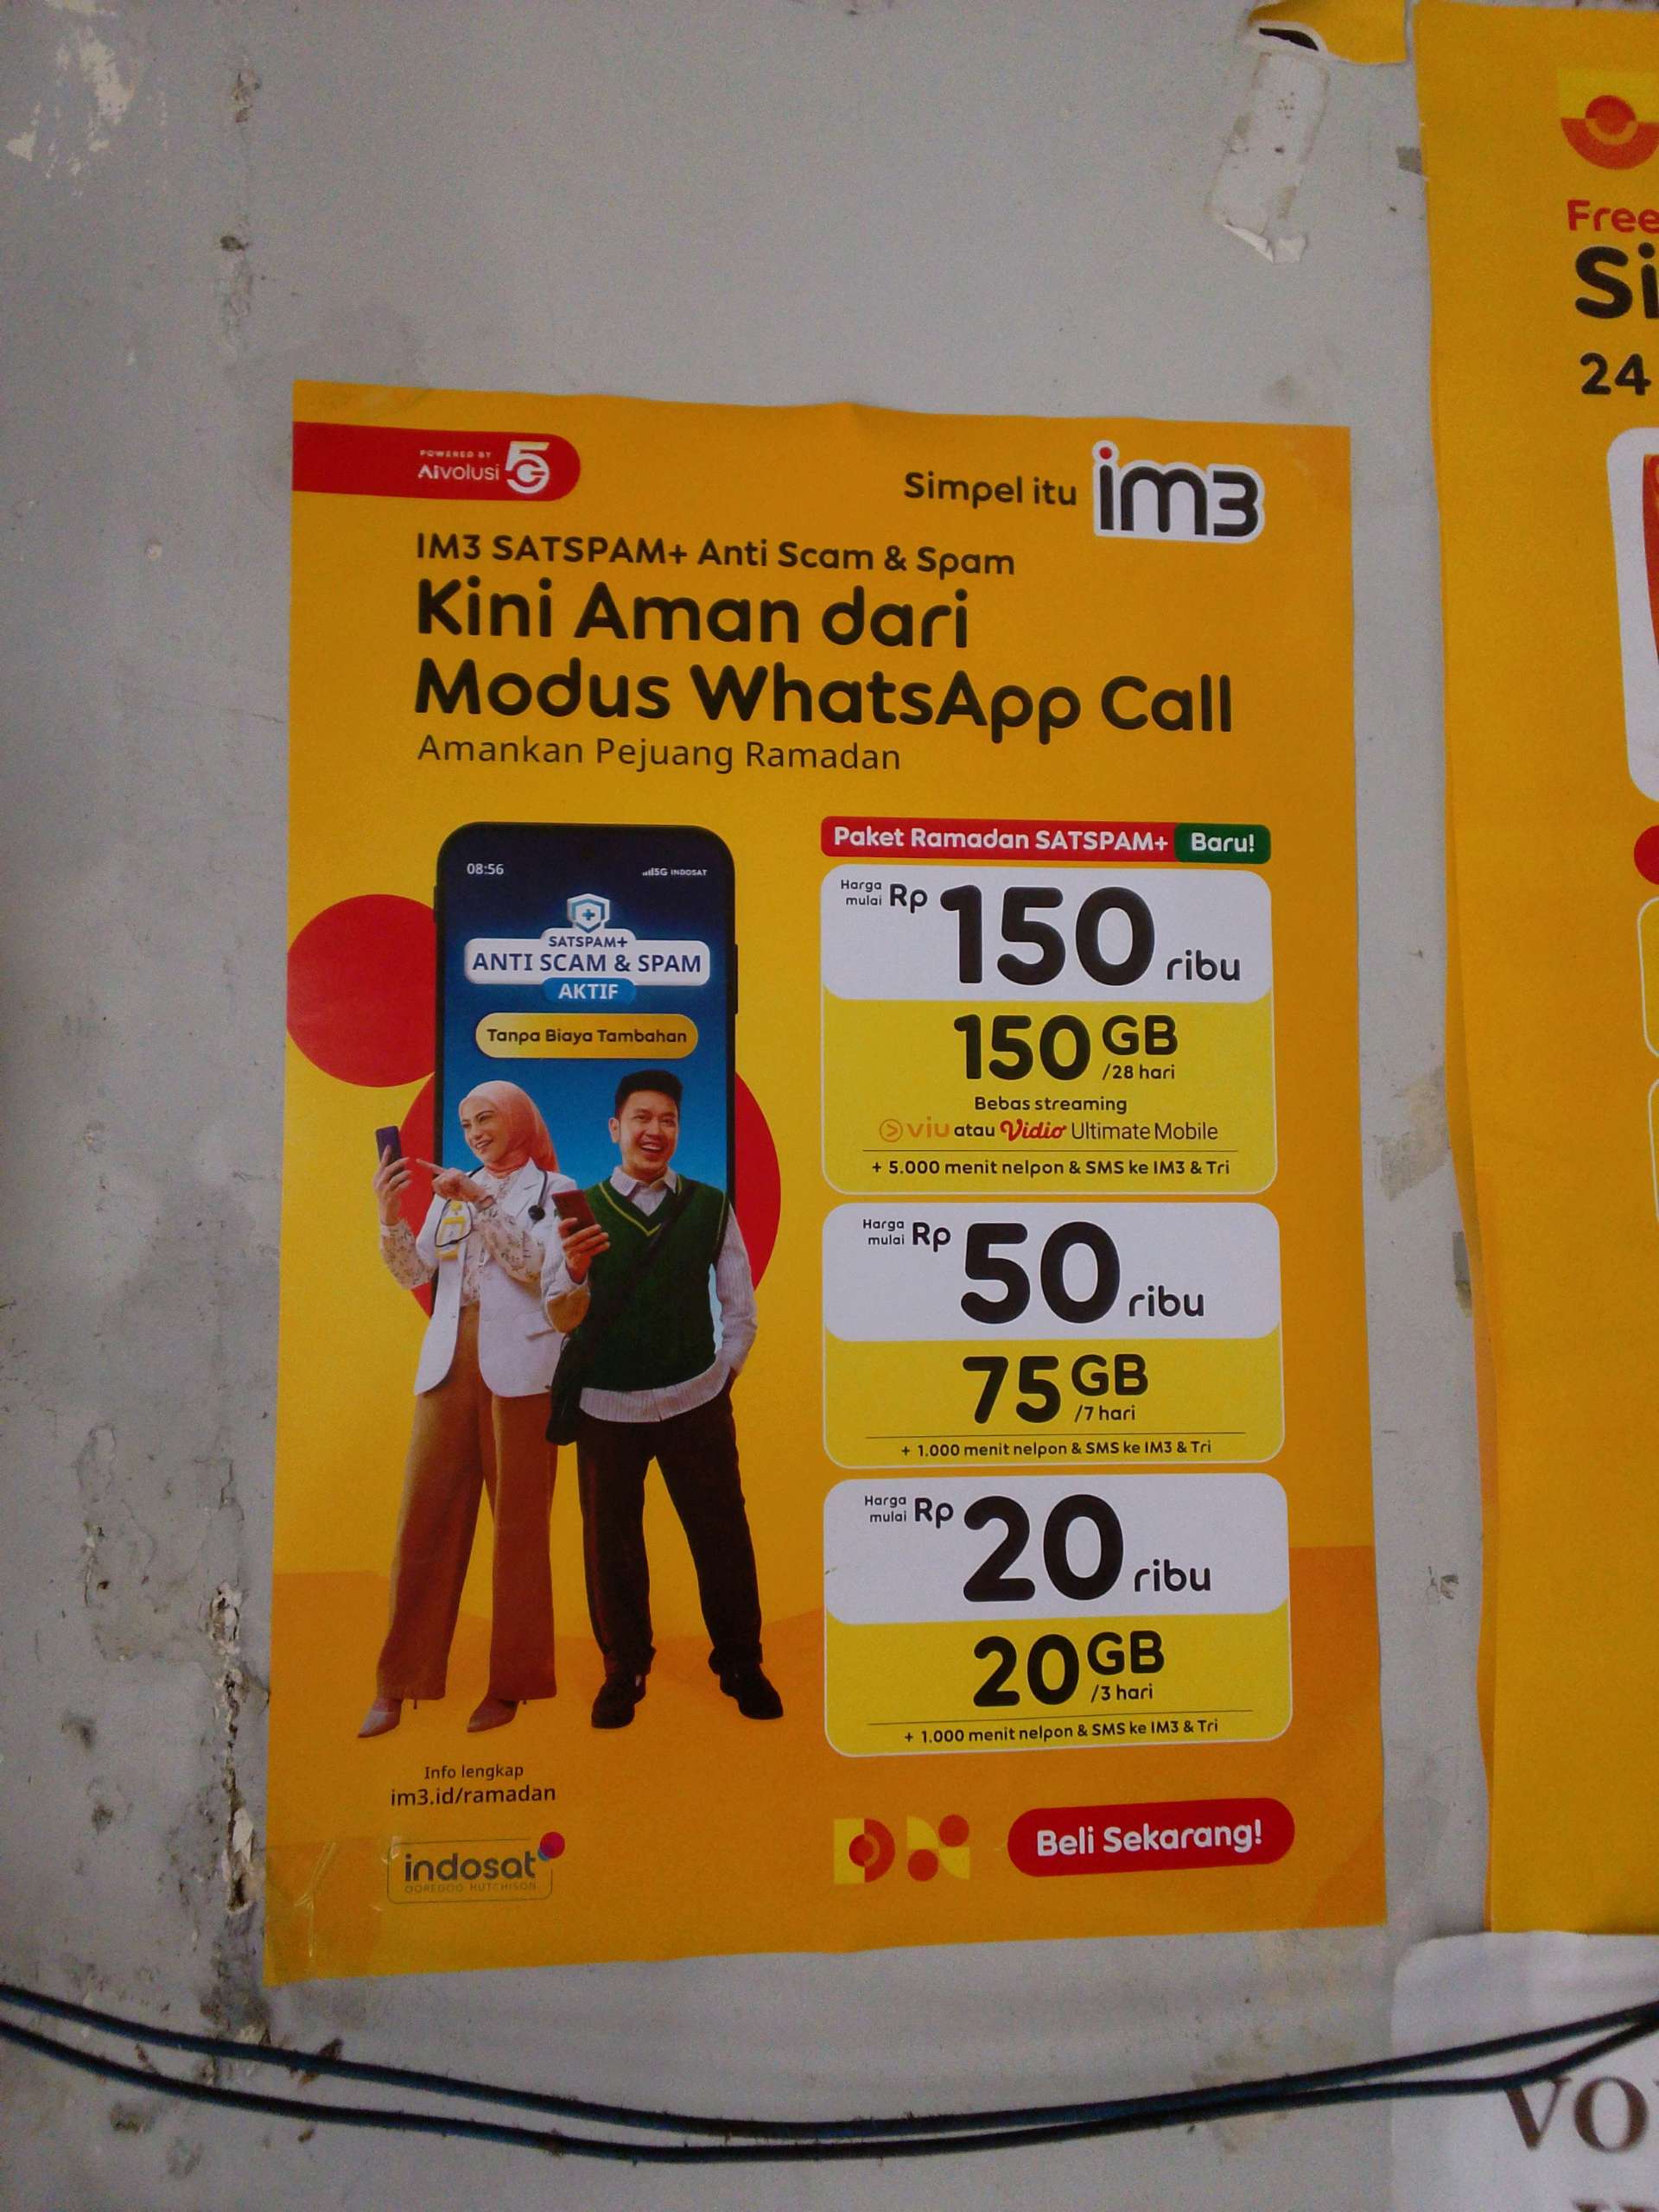 POWERED BY
AIvolusi 5G
Simpel itu im3
IM3 SATSPAM+ Anti Scam & Spam
Kini Aman dari
Modus WhatsApp Call
Amankan Pejuang Ramadan
08:56
5G INDOSAT
SATSPAM+
ANTI SCAM & SPAM
AKTIF
Tanpa Biaya Tambahan
Paket Ramadan SATSPAM+ Baru!
Harga
mulai Rp 150 ribu
150 GB
/28 hari
Bebas streaming
viu atau Vidio Ultimate Mobile
+ 5.000 menit nelpon & SMS ke IM3 & Tri
Harga
mulai Rp 50 ribu
75 GB
/7 hari
+ 1.000 menit nelpon & SMS ke IM3 & Tri
Harga
mulai Rp 20 ribu
20 GB
/3 hari
+ 1.000 menit nelpon & SMS ke IM3 & Tri
Info lengkap
im3.id/ramadan
indosat
OOREDOO HUTCHISON
Beli Sekarang!
Free
Si
24
VO